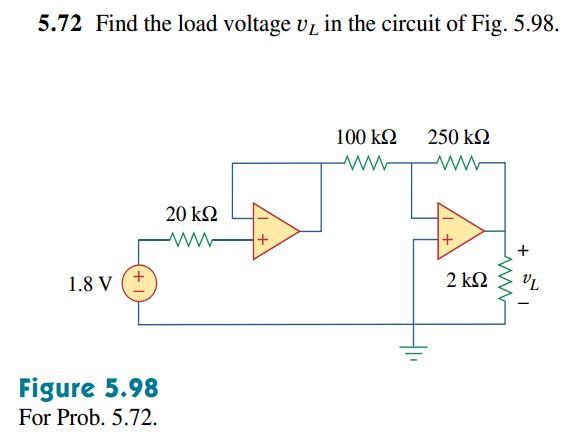 5.72 Find the load voltage v_L in the circuit of Fig. 5.98.
100 kΩ 250 kΩ
20 kΩ
− −
+ +
1.8 V + − 2 kΩ + v_L −
Figure 5.98
For Prob. 5.72.